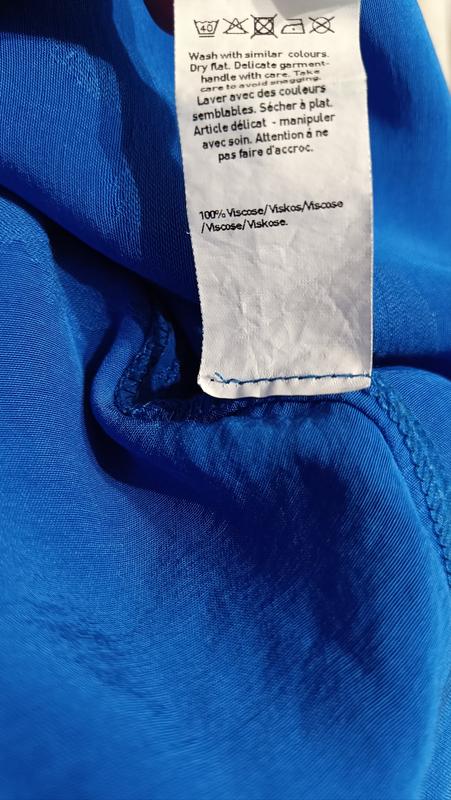 40
Wash with similar colours.
Dry flat. Delicate garment-
handle with care. Take
care to avoid snagging.
Laver avec des couleurs
semblables. Sécher à plat.
Article délicat - manipuler
avec soin. Attention à ne
pas faire d'accroc.
100% Viscose/Viskos/Viscose
/Viscose/Viskose.